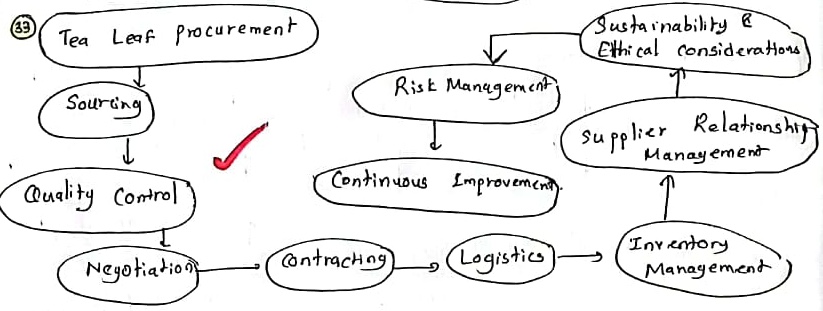 33
Tea Leaf procurement
Sourcing
Quality Control
Negotiation
Contracting
Logistics
Inventory
Management
Supplier Relationship
Management
Sustainability &
Ethical Considerations
Risk Management
Continuous Improvement.